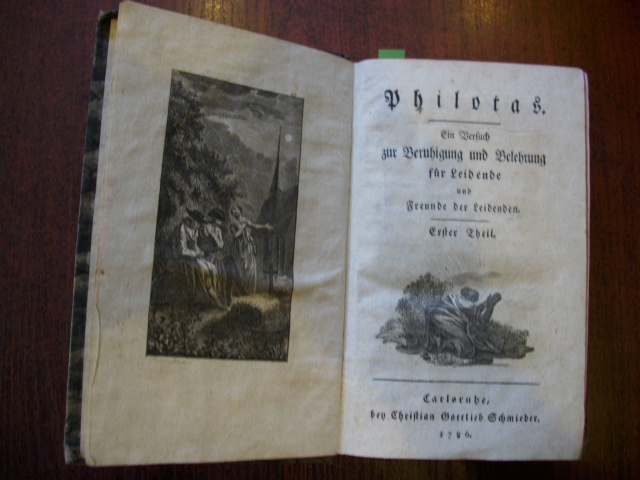 Philotas.
Ein Versuch
zur Beruhigung und Belehrung
für Leidende
und
Freunde der Leidenden.
Erster Theil.
Carlsruhe,
bey Christian Gottlieb Schmieder.
1786.